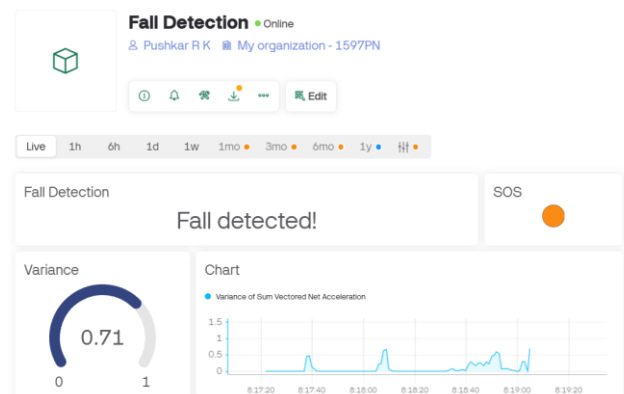 Fall Detection Online
Pushkar R K My organization - 1597PN
Edit
Live 1h 6h 1d 1w 1mo 3mo 6mo 1y
Fall Detection
Fall detected!
SOS
Variance
0.71
0 1
Chart
Variance of Sum Vectored Net Acceleration
1.5
1
0.5
0
8:17:20 8:17:40 8:18:00 8:18:20 8:18:40 8:19:00 8:19:20